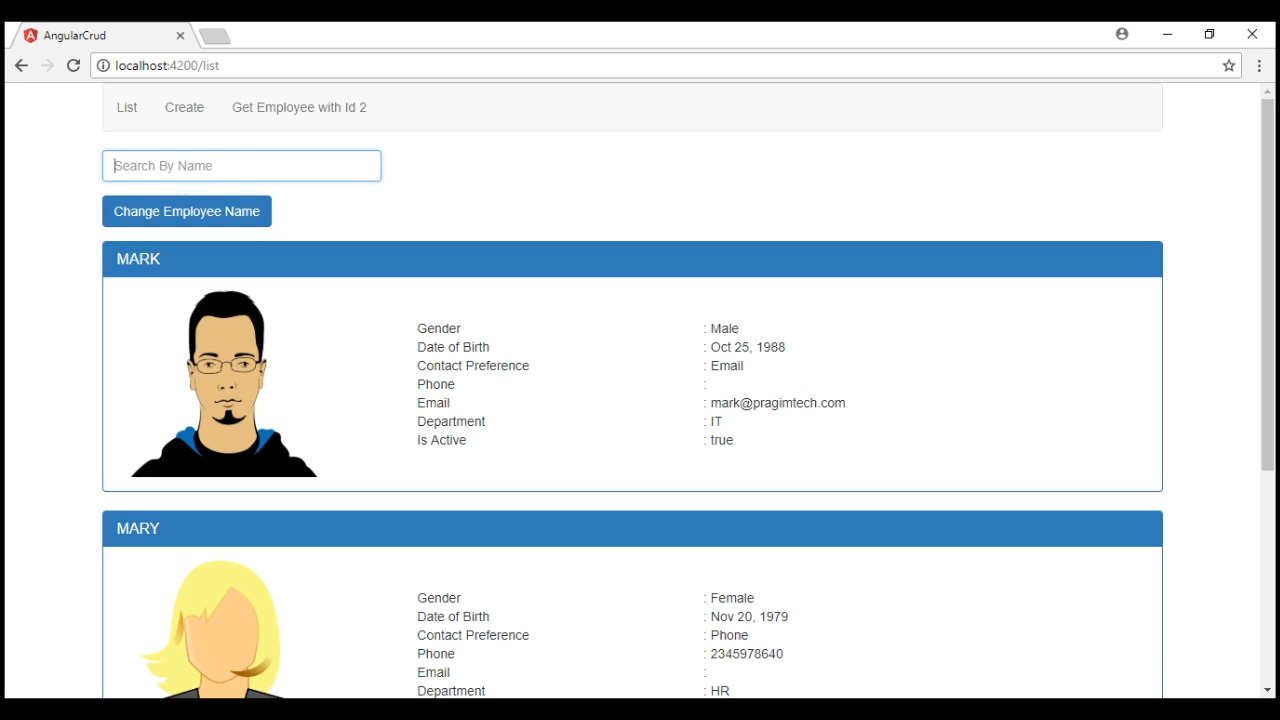 AngularCrud
localhost:4200/list
List Create Get Employee with Id 2
Search By Name
Change Employee Name
MARK
Gender : Male
Date of Birth : Oct 25, 1988
Contact Preference : Email
Phone :
Email : mark@pragimtech.com
Department : IT
Is Active : true
MARY
Gender : Female
Date of Birth : Nov 20, 1979
Contact Preference : Phone
Phone : 2345978640
Email :
Department : HR